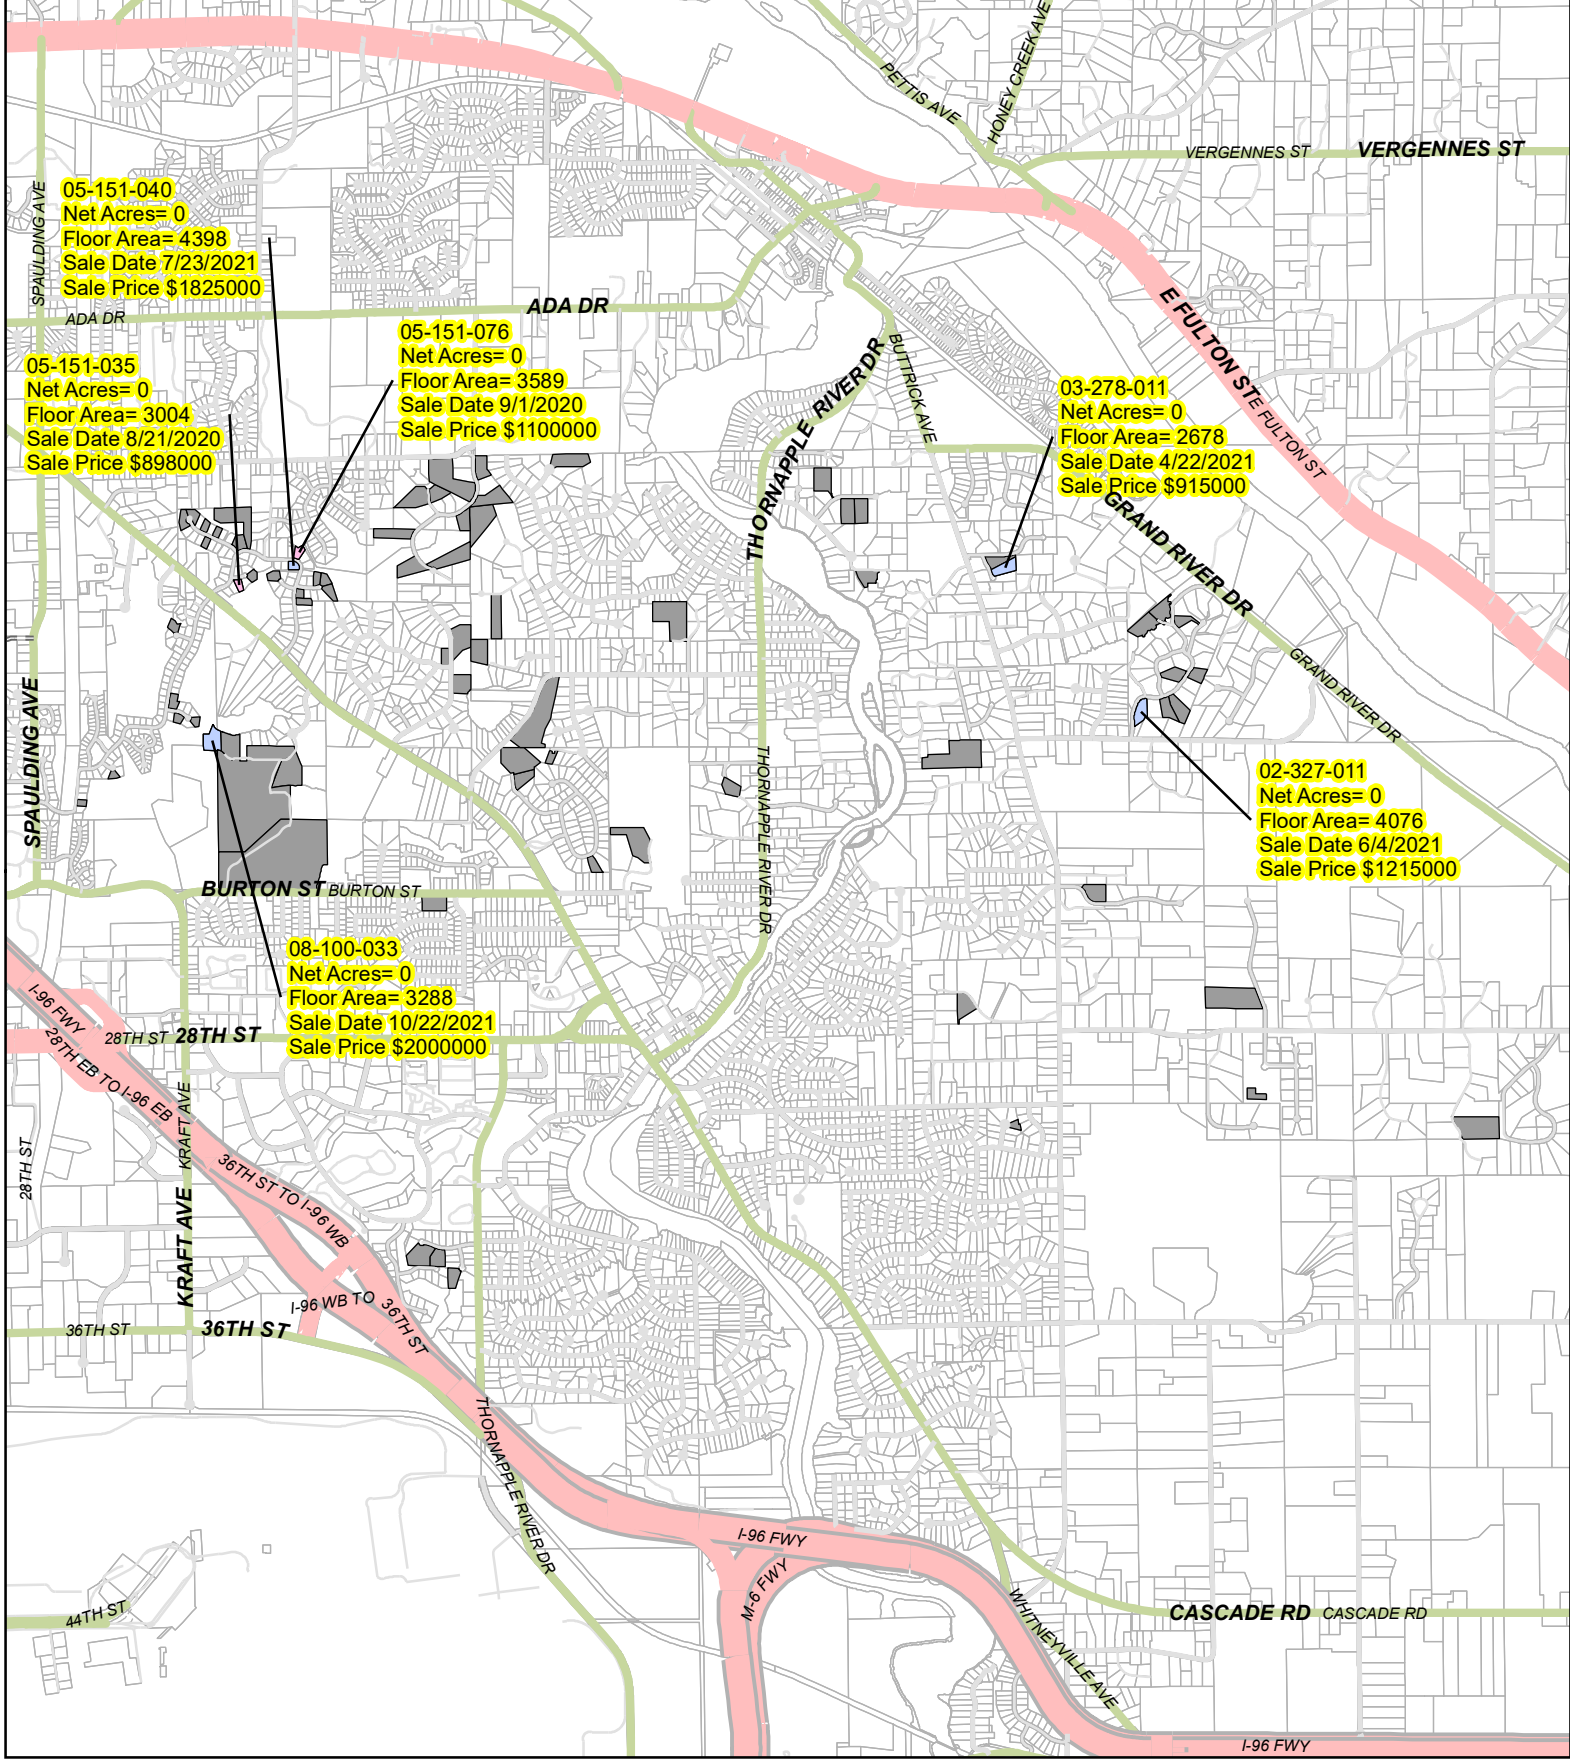 PETTIS AVE
HONEY CREEK AVE
VERGENNES ST
VERGENNES ST
SPAULDING AVE
05-151-040
Net Acres= 0
Floor Area= 4398
Sale Date 7/23/2021
Sale Price $1825000
ADA DR
ADA DR
05-151-076
Net Acres= 0
Floor Area= 3589
Sale Date 9/1/2020
Sale Price $1100000
05-151-035
Net Acres= 0
Floor Area= 3004
Sale Date 8/21/2020
Sale Price $898000
THORNAPPLE RIVER DR
BUTTRICK AVE
E FULTON ST
E FULTON ST
03-278-011
Net Acres= 0
Floor Area= 2678
Sale Date 4/22/2021
Sale Price $915000
GRAND RIVER DR
GRAND RIVER DR
SPAULDING AVE
THORNAPPLE RIVER DR
02-327-011
Net Acres= 0
Floor Area= 4076
Sale Date 6/4/2021
Sale Price $1215000
BURTON ST
BURTON ST
08-100-033
Net Acres= 0
Floor Area= 3288
Sale Date 10/22/2021
Sale Price $2000000
I-96 FWY
28TH ST
28TH ST
28TH EB TO I-96 EB
KRAFT AVE
28TH ST
36TH ST TO I-96 WB
KRAFT AVE
I-96 WB TO 36TH ST
36TH ST
36TH ST
THORNAPPLE RIVER DR
I-96 FWY
M-6 FWY
44TH ST
WHITNEYVILLE AVE
CASCADE RD
CASCADE RD
I-96 FWY